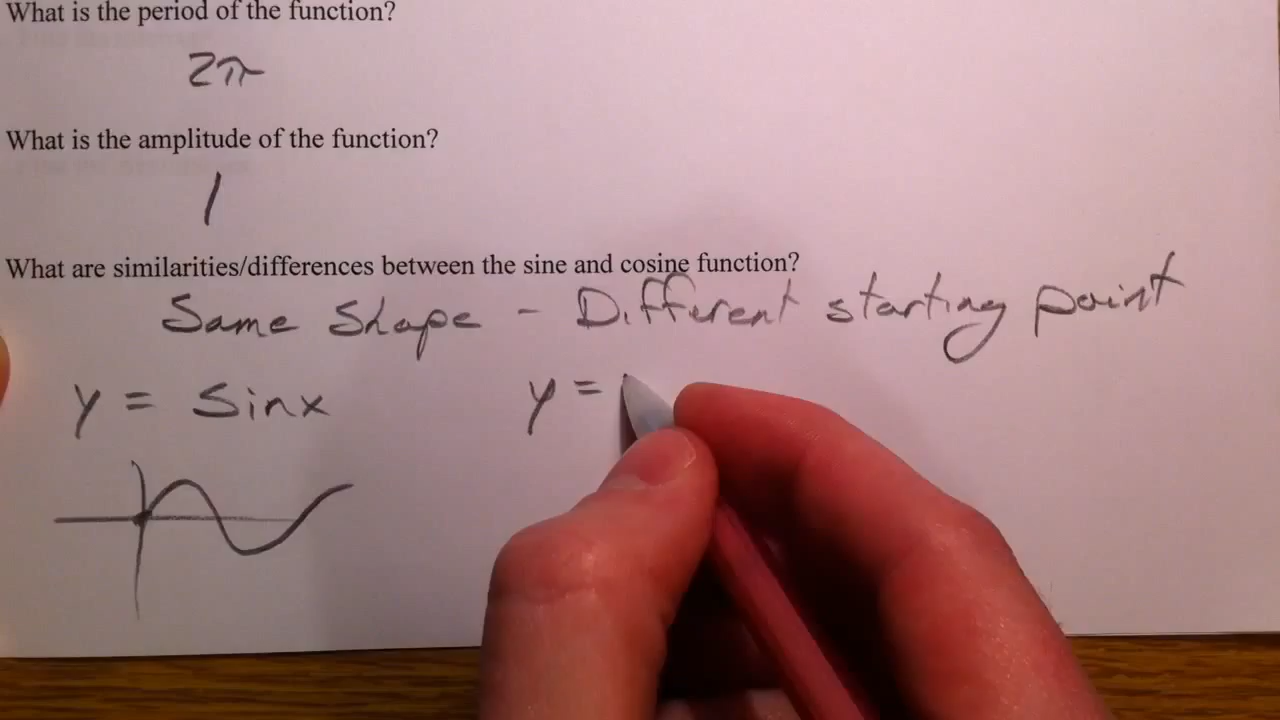 What is the period of the function?
2π
What is the amplitude of the function?
1
What are similarities/differences between the sine and cosine function?
Same Shape - Different starting point
y = sinx
y =